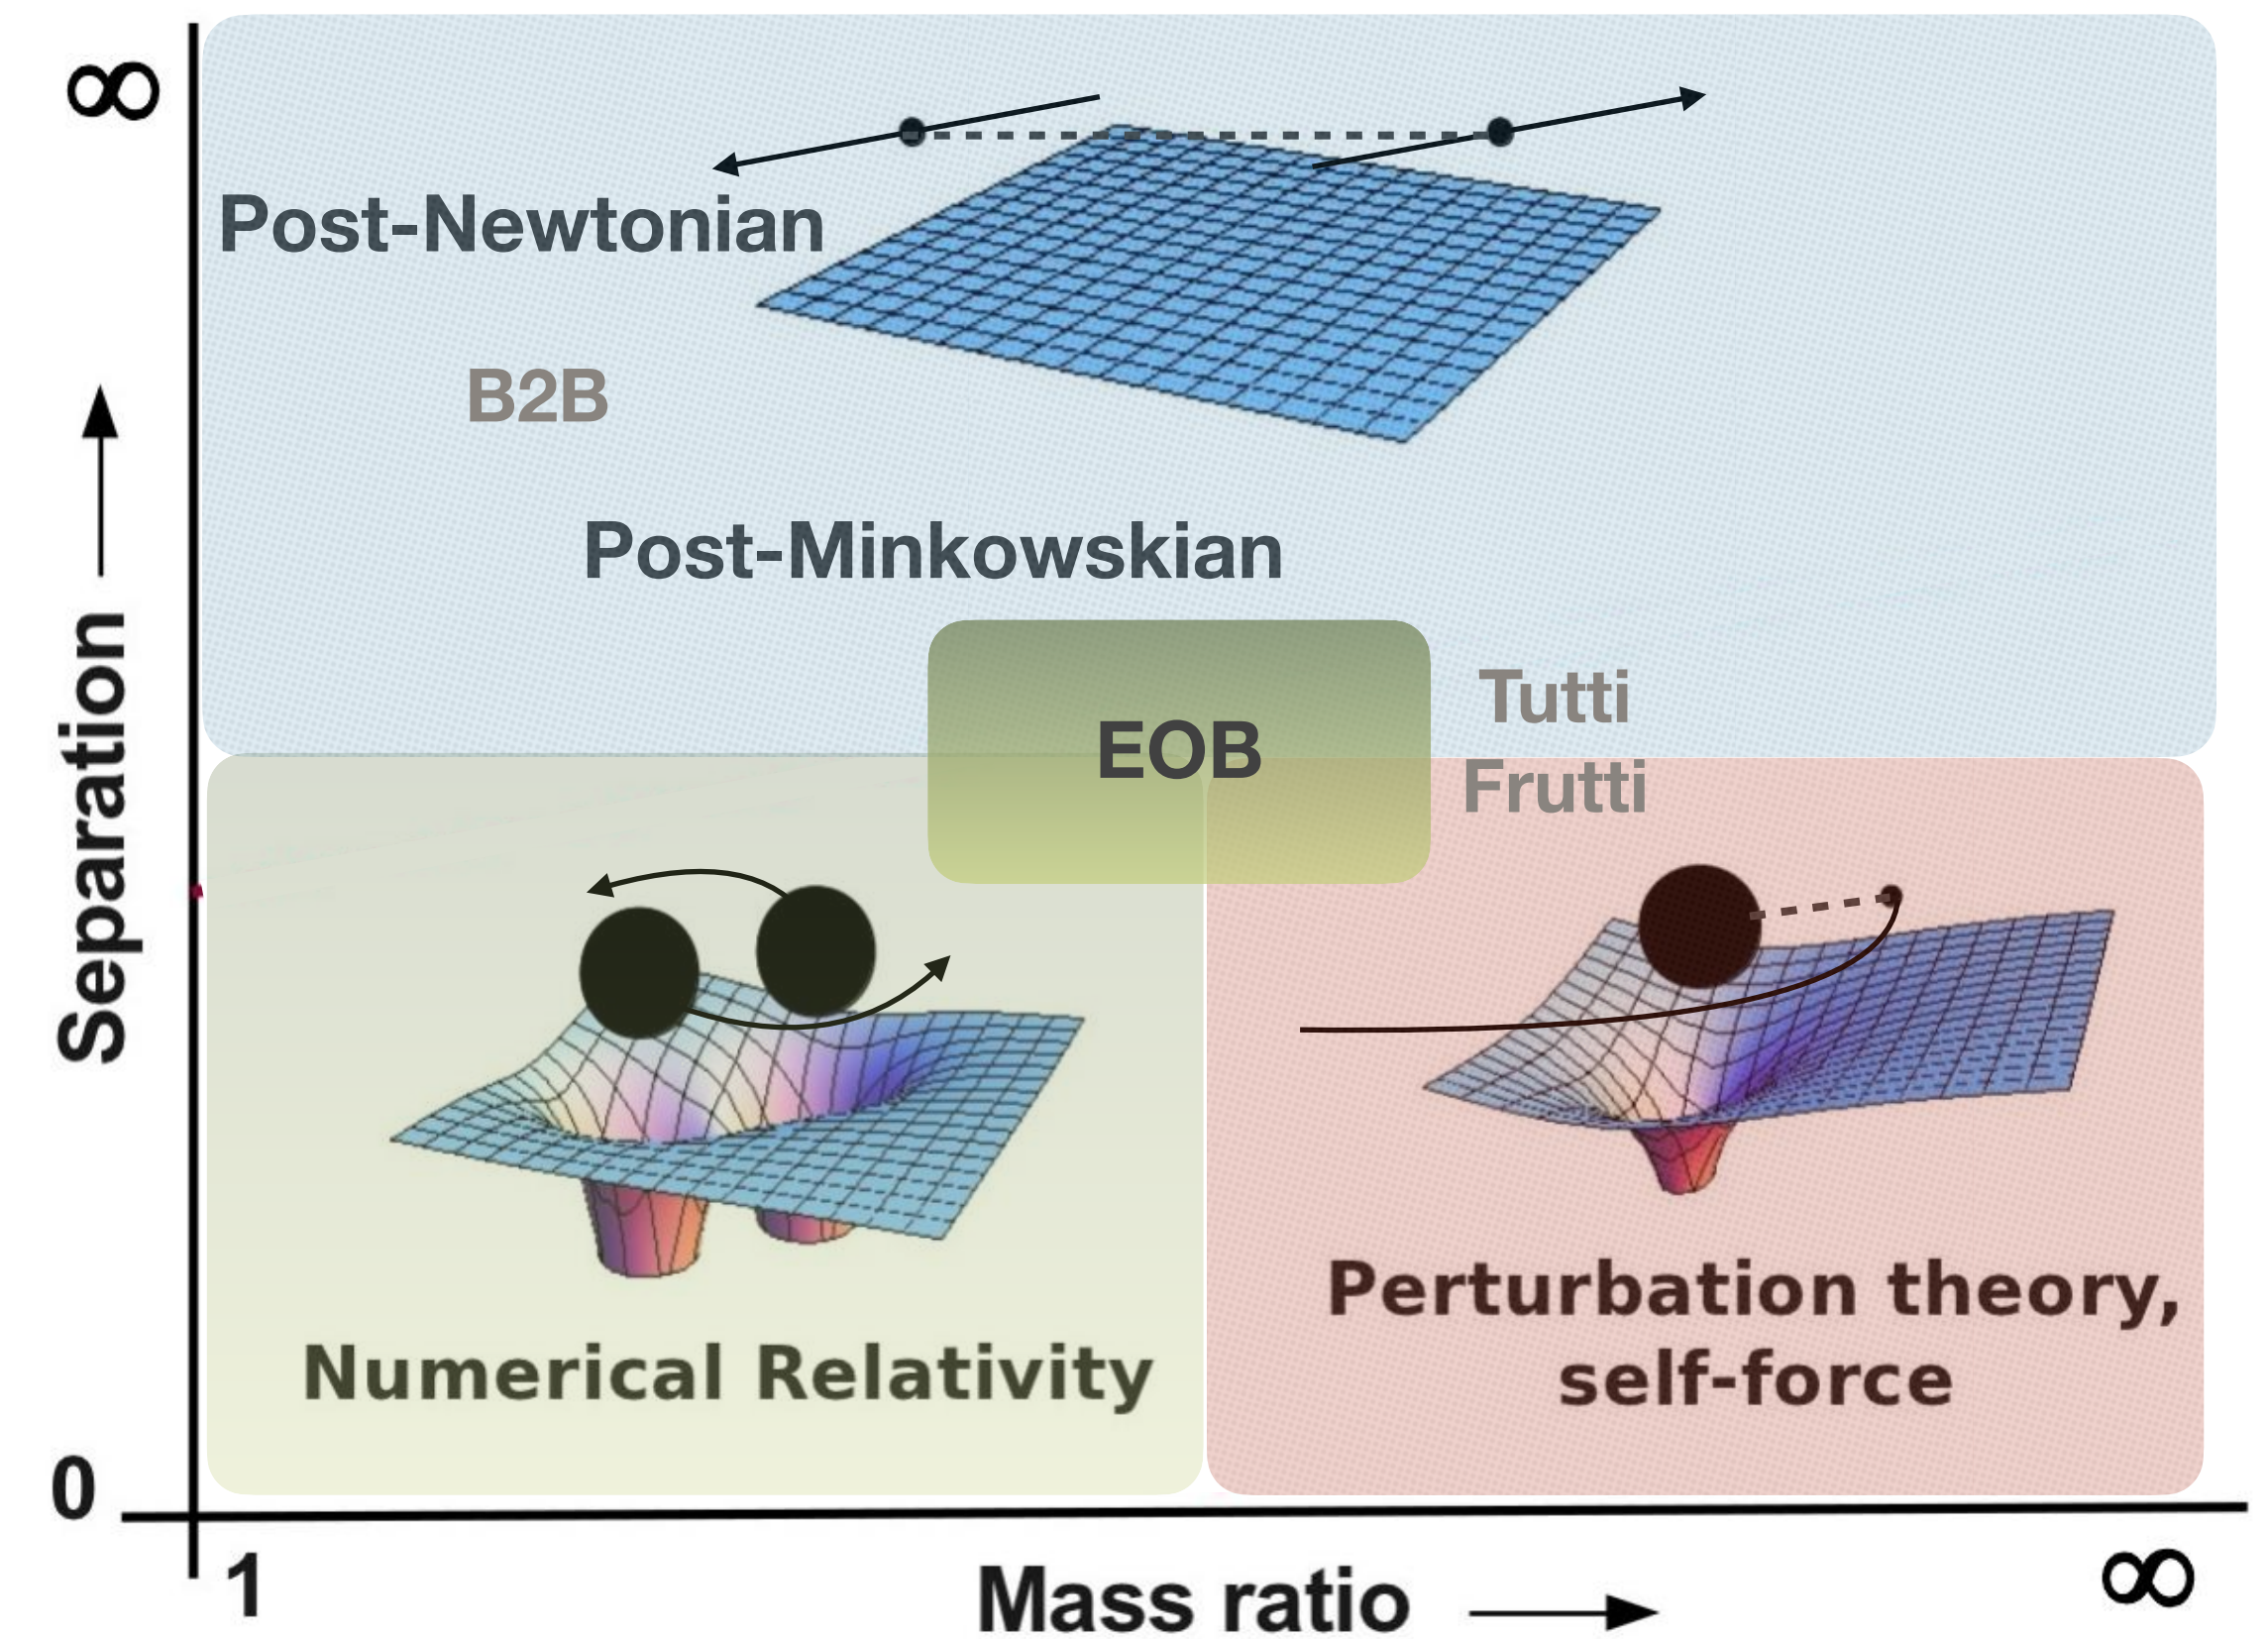 ∞
Post-Newtonian
B2B
Post-Minkowskian
EOB
Tutti
Frutti
Separation
Numerical Relativity
Perturbation theory,
self-force
0
1
Mass ratio
∞